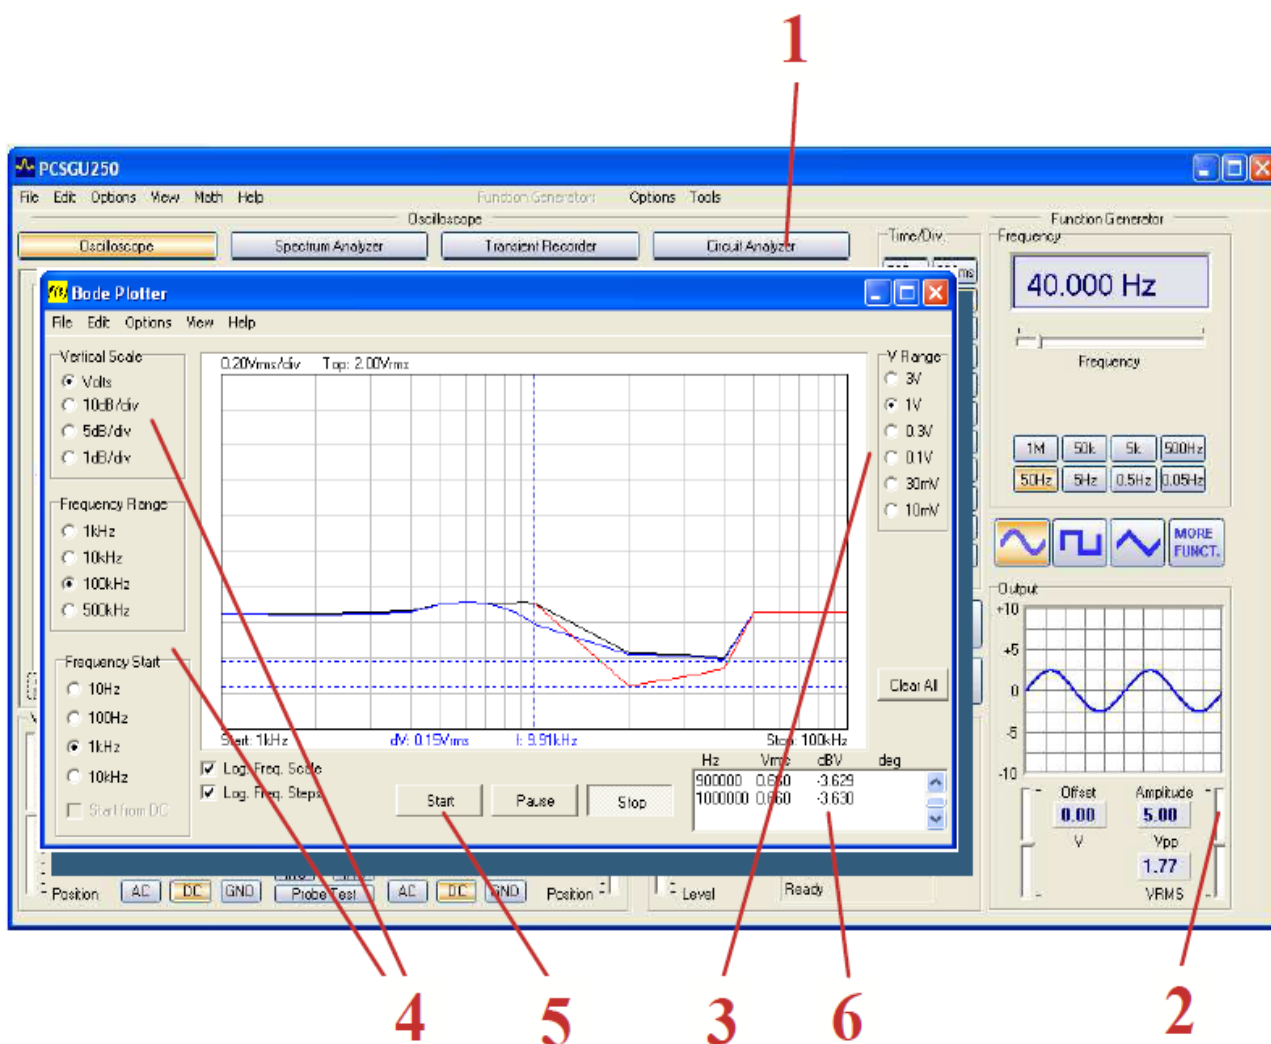 1
PCSGU250
File Edit Options View Math Help Function Generator: Options Tools
Oscilloscope
Function Generator
Oscilloscope Spectrum Analyzer Transient Recorder Circuit Analyzer
Time/Div.
Frequency
ms
40.000 Hz
Frequency
1M 50k 5k 500Hz
50Hz 5Hz 0.5Hz 0.05Hz
MORE FUNCT.
Output
+10
+5
0
-5
-10
Offset Amplitude
0.00 5.00
V Vpp
1.77
VRMS
Bode Plotter
File Edit Options View Help
Vertical Scale
Volts
10dB/div
5dB/div
1dB/div
Frequency Range
1kHz
10kHz
100kHz
500kHz
Frequency Start
10Hz
100Hz
1kHz
10kHz
Start from DC
0.20Vrms/div Top: 2.00Vrms
Start: 1kHz dV: 0.15Vrms f: 9.91kHz Stop: 100kHz
V Range
3V
1V
0.3V
0.1V
30mV
10mV
Clear All
Log. Freq. Scale
Log. Freq. Steps
Start Pause Stop
Hz Vrms dBV deg
900000 0.660 -3.629
1000000 0.660 -3.630
Position AC DC GND Probe Test AC DC GND Position
Level Ready
4 5 3 6 2